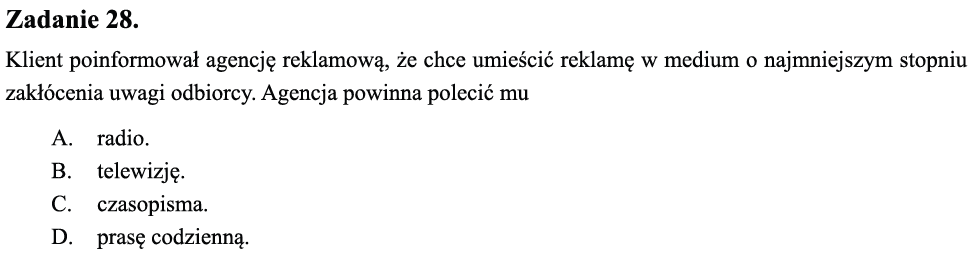 Zadanie 28.
Klient poinformował agencję reklamową, że chce umieścić reklamę w medium o najmniejszym stopniu
zakłócenia uwagi odbiorcy. Agencja powinna polecić mu
A. radio.
B. telewizję.
C. czasopisma.
D. prasę codzienną.